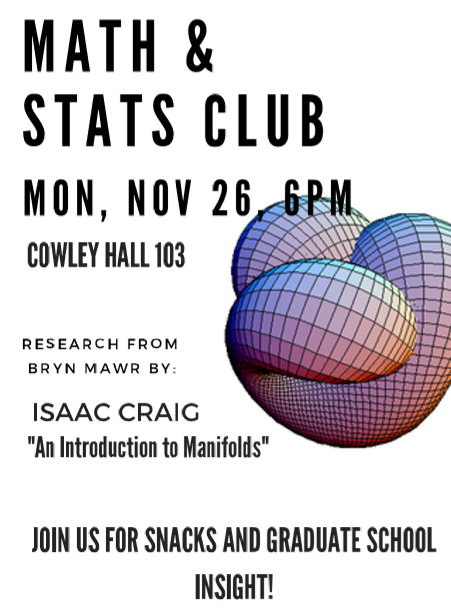 MATH &
STATS CLUB
MON, NOV 26, 6PM
COWLEY HALL 103
RESEARCH FROM
BRYN MAWR BY:
ISAAC CRAIG
"An Introduction to Manifolds"
JOIN US FOR SNACKS AND GRADUATE SCHOOL
INSIGHT!